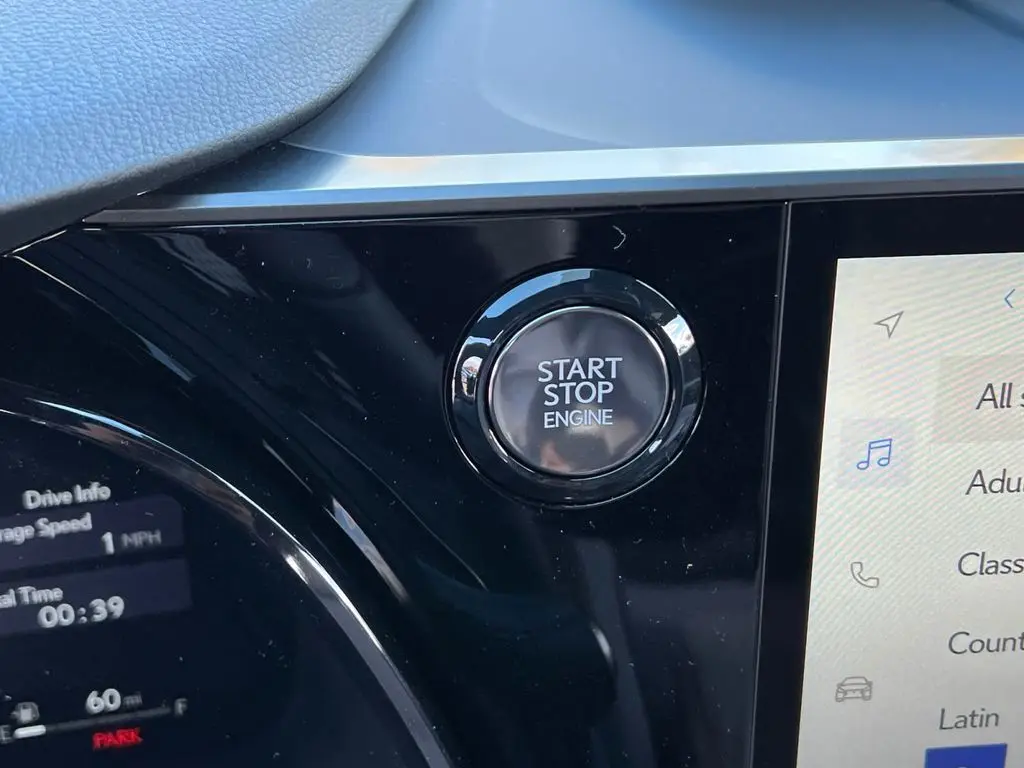 START
STOP
ENGINE
Drive Info
rage Speed
1 MPH
al Time
00:39
60 mi
E F
PARK
All s
Adu
Class
Count
Latin